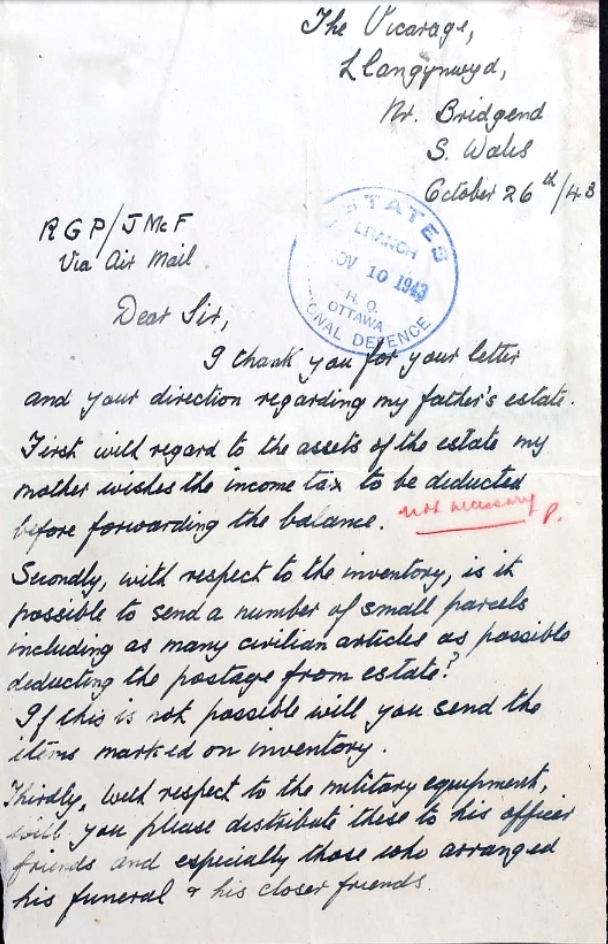 The Vicarage,
Llangynwyd,
Nr. Bridgend
S. Wales
October 26th/43
RGP/JMcF
Via Air Mail
ESTATES
BRANCH
NOV 10 1943
H. Q.
OTTAWA
ONAL DEFENCE
Dear Sir,
I thank you for your letter
and your direction regarding my father's estate.
First with regard to the assets of the estate my
mother wishes the income tax to be deducted
before forwarding the balance.
not necessary P.
Secondly, with respect to the inventory, is it
possible to send a number of small parcels
including as many civilian articles as possible
deducting the postage from estate?
If this is not possible will you send the
items marked on inventory.
Thirdly, with respect to the military equipment,
will you please distribute these to his officer
friends and especially those who arranged
his funeral & his closer friends.